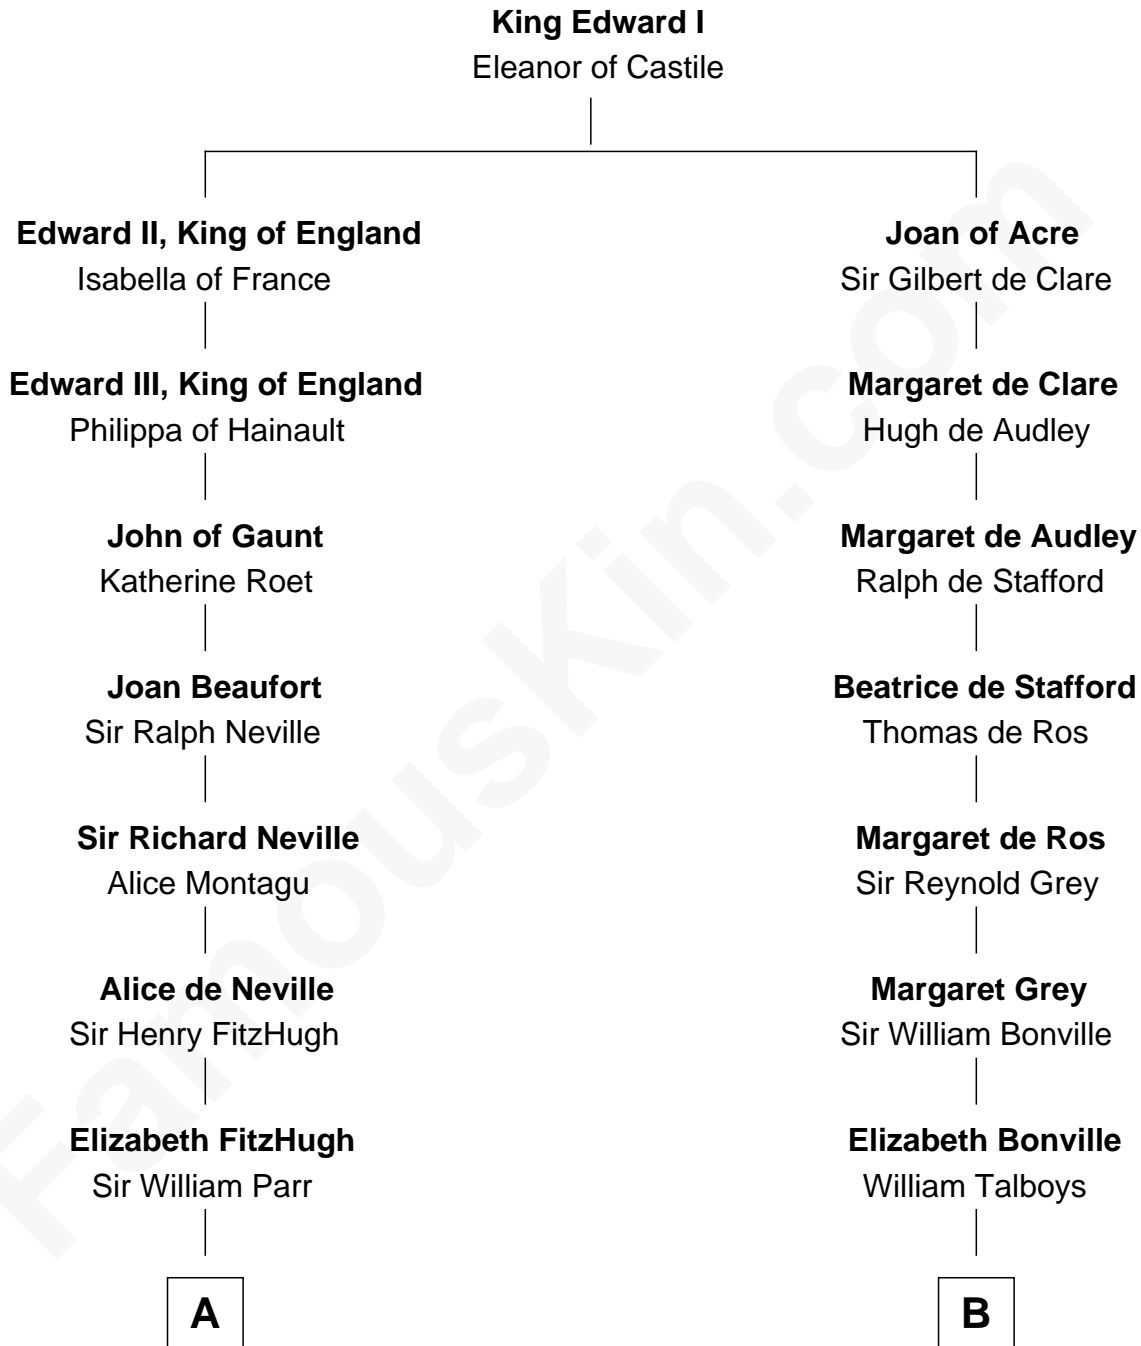 King Edward I
Eleanor of Castile
Edward II, King of England
Isabella of France
Joan of Acre
Sir Gilbert de Clare
Edward III, King of England
Philippa of Hainault
Margaret de Clare
Hugh de Audley
John of Gaunt
Katherine Roet
Margaret de Audley
Ralph de Stafford
Joan Beaufort
Sir Ralph Neville
Beatrice de Stafford
Thomas de Ros
Sir Richard Neville
Alice Montagu
Margaret de Ros
Sir Reynold Grey
Alice de Neville
Sir Henry FitzHugh
Margaret Grey
Sir William Bonville
Elizabeth FitzHugh
Sir William Parr
Elizabeth Bonville
William Talboys
A
B
FamousKin.com